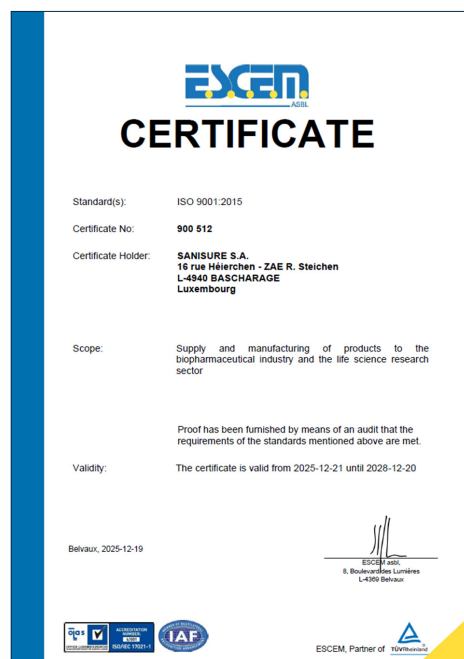 ESCEM
ASBL
CERTIFICATE
Standard(s): ISO 9001:2015
Certificate No: 900 512
Certificate Holder: SANISURE S.A.
16 rue Héierchen - ZAE R. Steichen
L-4940 BASCHARAGE
Luxembourg
Scope: Supply and manufacturing of products to the
biopharmaceutical industry and the life science research
sector
Proof has been furnished by means of an audit that the
requirements of the standards mentioned above are met.
Validity: The certificate is valid from 2025-12-21 until 2028-12-20
Belvaux, 2025-12-19
ESCEM asbl,
8, Boulevard des Lumières
L-4369 Belvaux
ACCREDITATION
NUMBER:
ISO/IEC 17021-1
IAF
ESCEM, Partner of TÜVRheinland